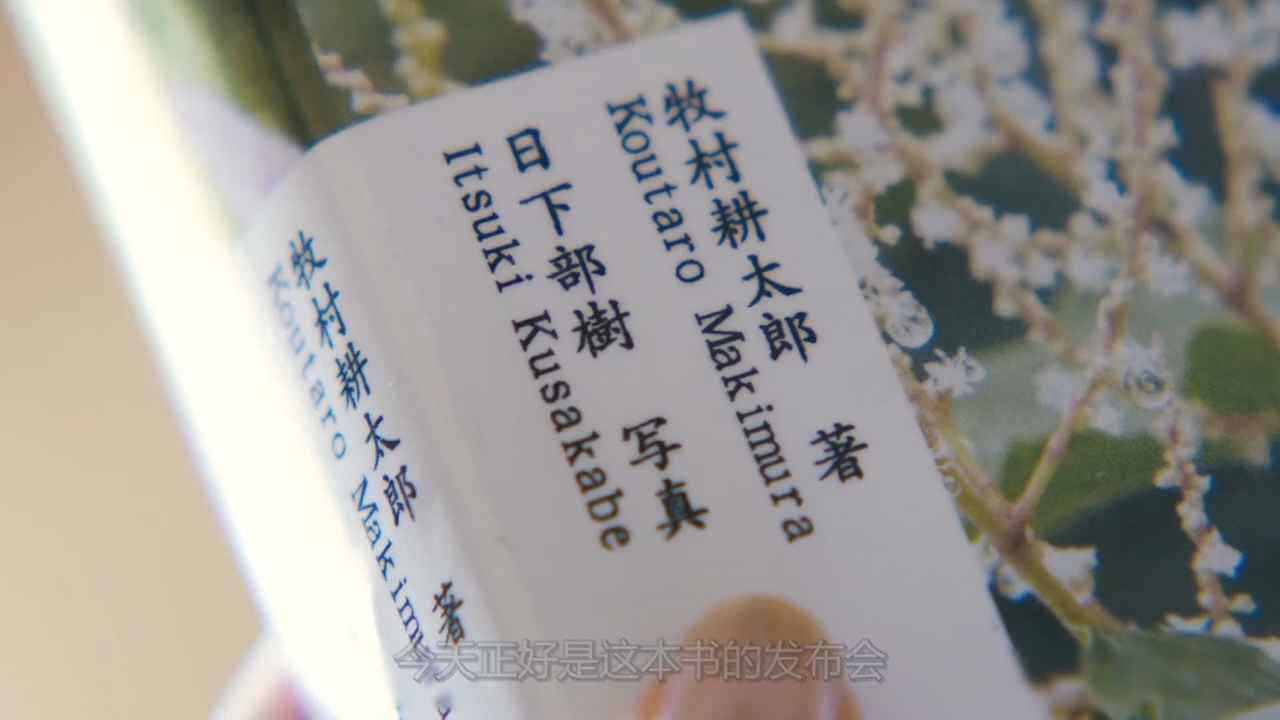 牧村耕太郎 著
Koutaro Makimura
日下部樹 写真
Itsuki Kusakabe
牧村耕太郎 著
Koutaro
今天正好是这本书的发布会